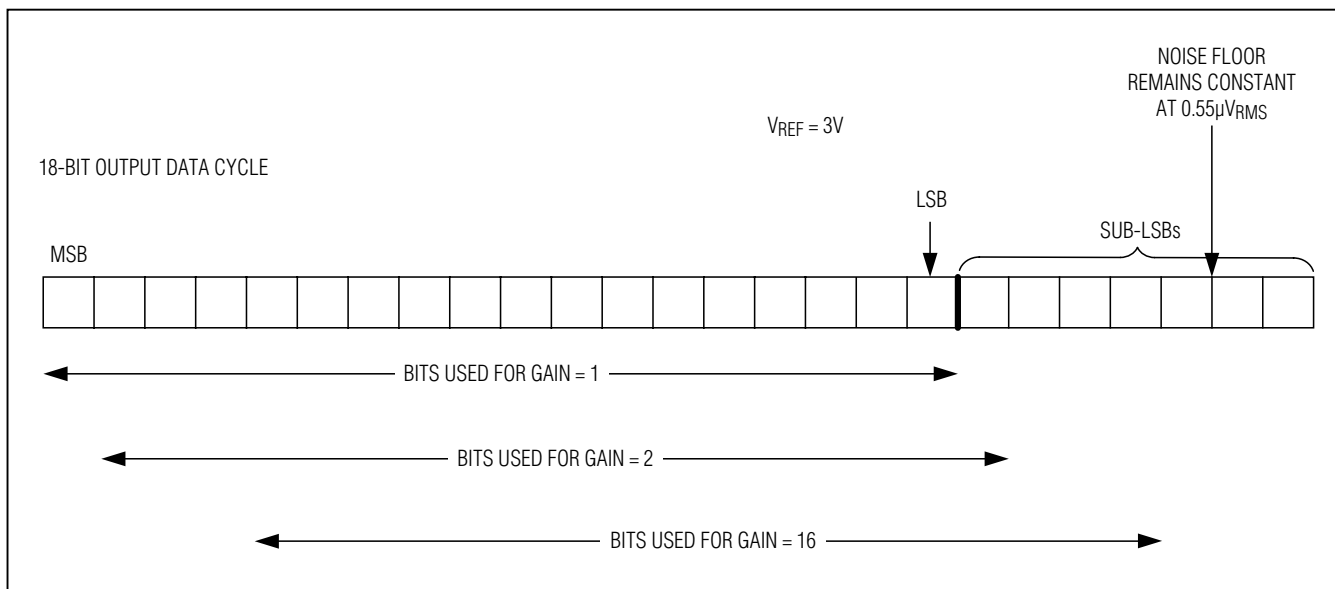 NOISE FLOOR
REMAINS CONSTANT
AT 0.55µVRMS
VREF = 3V
18-BIT OUTPUT DATA CYCLE
LSB
SUB-LSBs
MSB
BITS USED FOR GAIN = 1
BITS USED FOR GAIN = 2
BITS USED FOR GAIN = 16